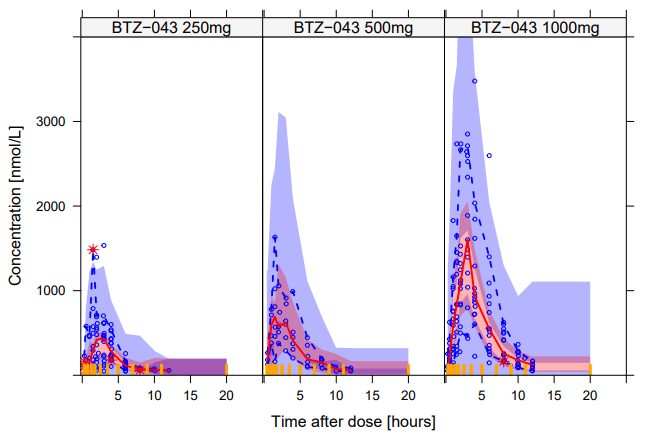 BTZ−043 250mg BTZ−043 500mg BTZ−043 1000mg
3000
2000
1000
5 10 15 20 5 10 15 20 5 10 15 20
Concentration [nmol/L]
Time after dose [hours]